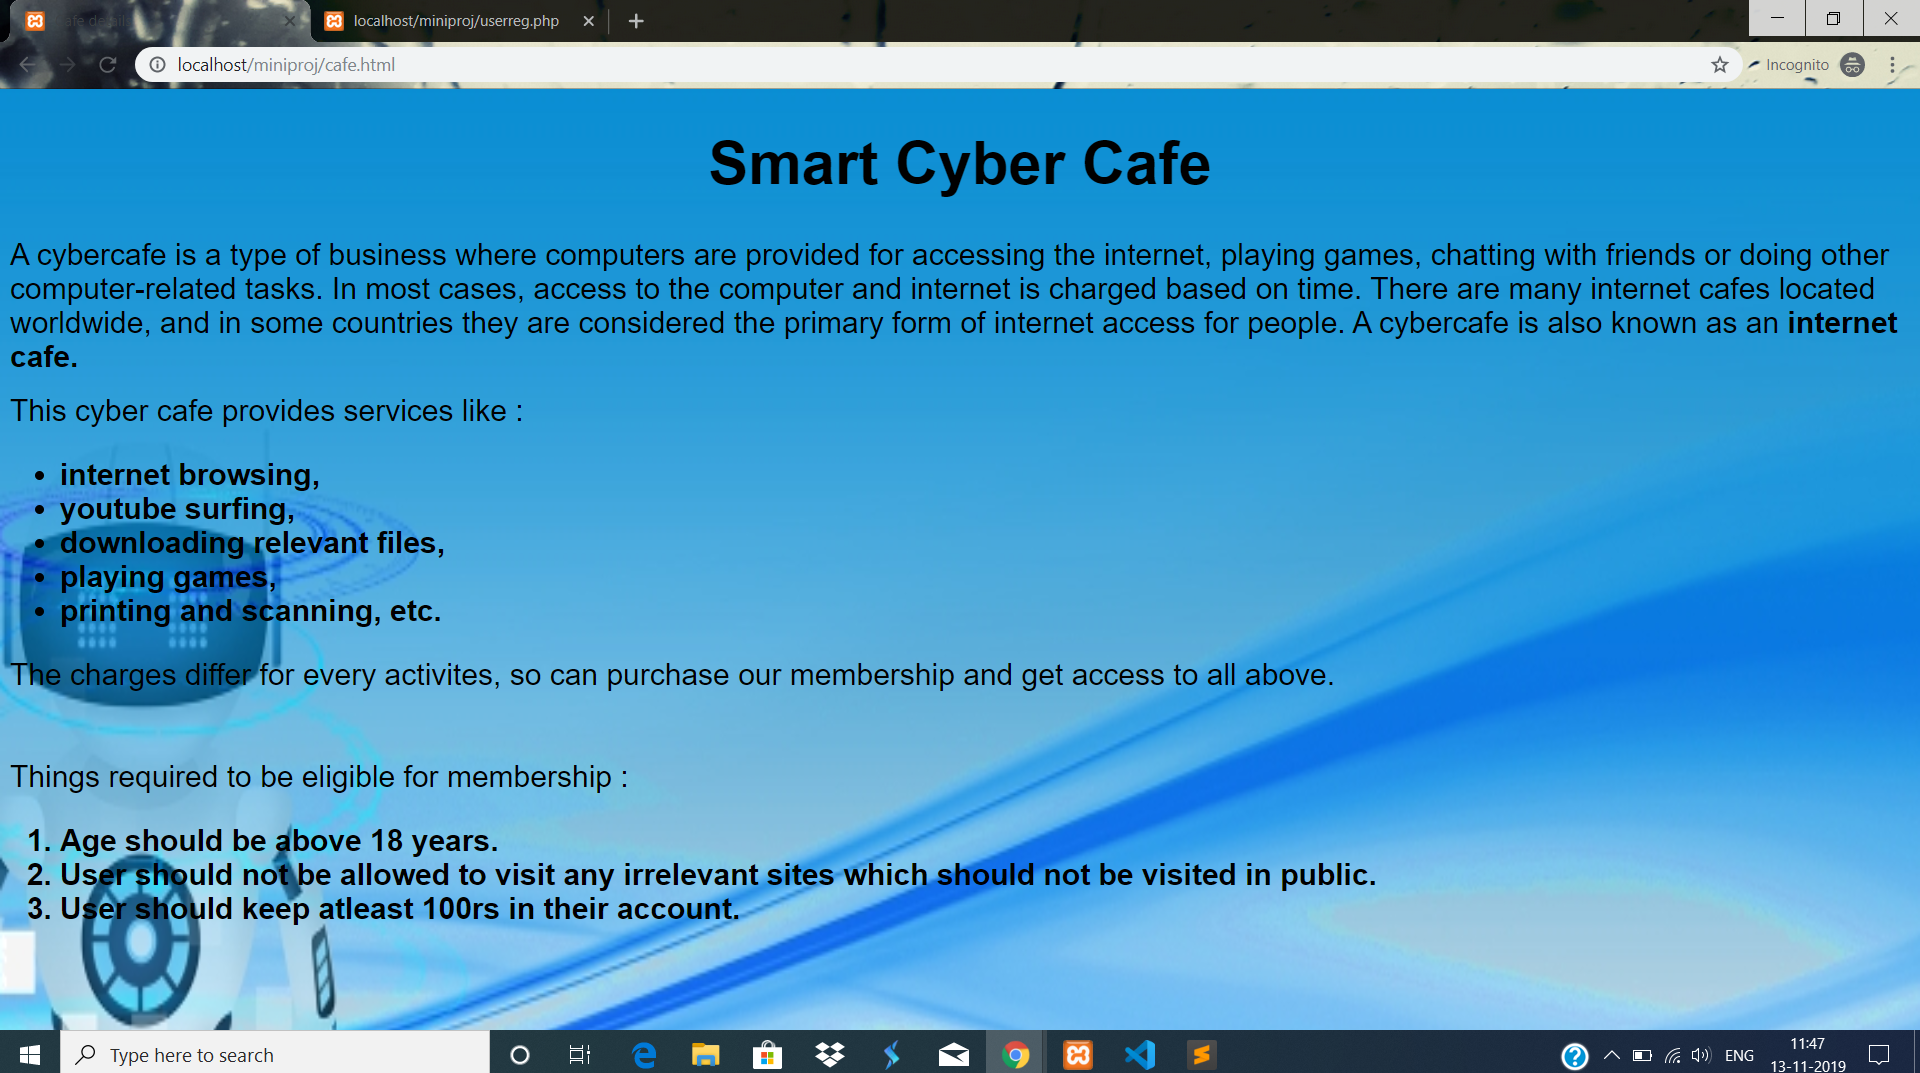 cafe detail
localhost/miniproj/userreg.php
localhost/miniproj/cafe.html
Incognito
Smart Cyber Cafe
A cybercafe is a type of business where computers are provided for accessing the internet, playing games, chatting with friends or doing other
computer-related tasks. In most cases, access to the computer and internet is charged based on time. There are many internet cafes located
worldwide, and in some countries they are considered the primary form of internet access for people. A cybercafe is also known as an internet
cafe.
This cyber cafe provides services like :
• internet browsing,
• youtube surfing,
• downloading relevant files,
• playing games,
• printing and scanning, etc.
The charges differ for every activites, so can purchase our membership and get access to all above.
Things required to be eligible for membership :
1. Age should be above 18 years.
2. User should not be allowed to visit any irrelevant sites which should not be visited in public.
3. User should keep atleast 100rs in their account.
Type here to search
ENG
11:47
13-11-2019